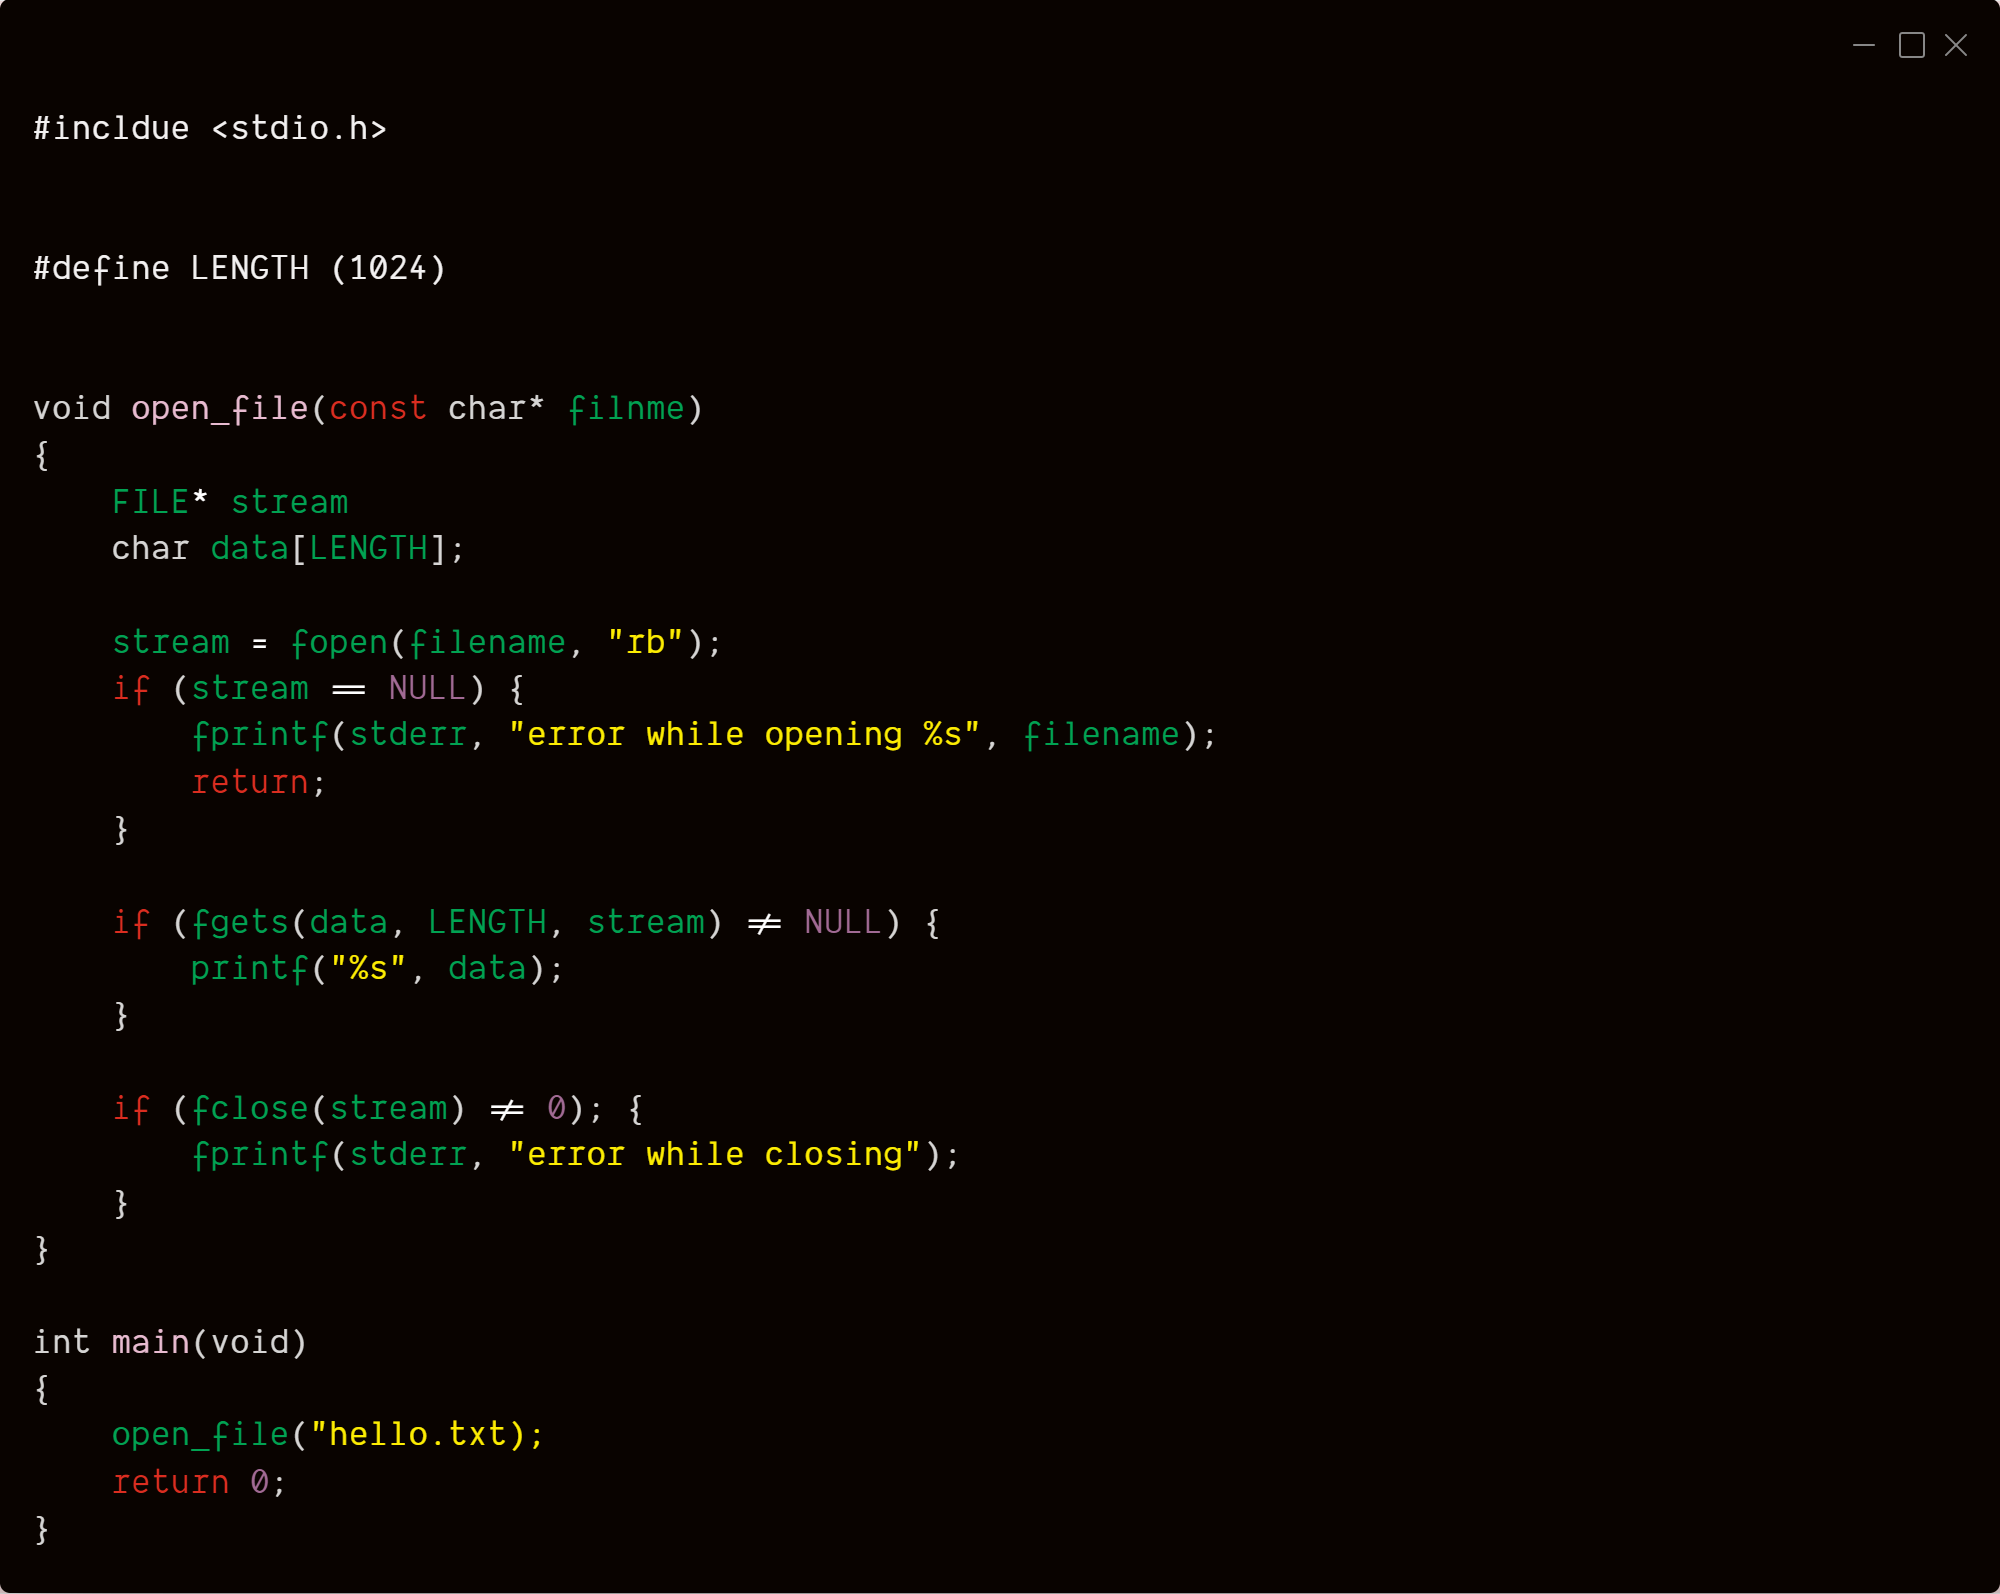 #incldue <stdio.h>
#define LENGTH (1024)
void open_file(const char* filnme)
{
    FILE* stream
    char data[LENGTH];
    stream = fopen(filename, "rb");
    if (stream == NULL) {
        fprintf(stderr, "error while opening %s", filename);
        return;
    }
    if (fgets(data, LENGTH, stream) != NULL) {
        printf("%s", data);
    }
    if (fclose(stream) != 0); {
        fprintf(stderr, "error while closing");
    }
}
int main(void)
{
    open_file("hello.txt);
    return 0;
}